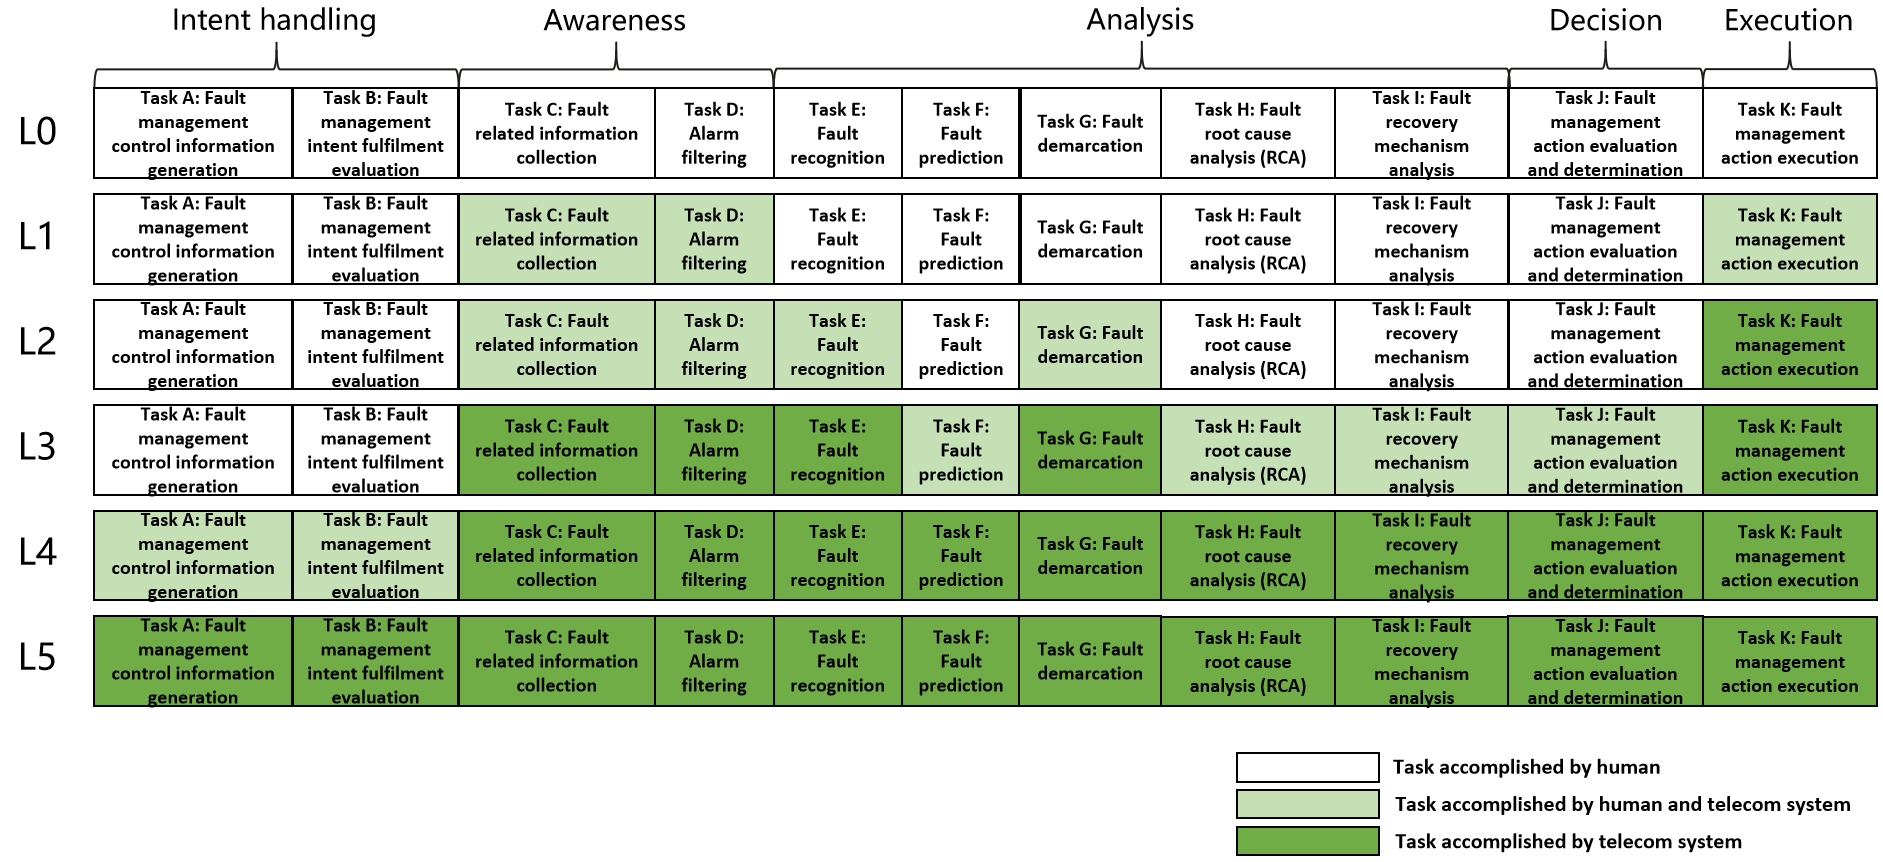 Intent handling
Awareness
Analysis
Decision
Execution
L0
Task A: Fault
management
control information
generation
Task B: Fault
management
intent fulfilment
evaluation
Task C: Fault
related information
collection
Task D:
Alarm
filtering
Task E:
Fault
recognition
Task F:
Fault
prediction
Task G: Fault
demarcation
Task H: Fault
root cause
analysis (RCA)
Task I: Fault
recovery
mechanism
analysis
Task J: Fault
management
action evaluation
and determination
Task K: Fault
management
action execution
L1
Task A: Fault
management
control information
generation
Task B: Fault
management
intent fulfilment
evaluation
Task C: Fault
related information
collection
Task D:
Alarm
filtering
Task E:
Fault
recognition
Task F:
Fault
prediction
Task G: Fault
demarcation
Task H: Fault
root cause
analysis (RCA)
Task I: Fault
recovery
mechanism
analysis
Task J: Fault
management
action evaluation
and determination
Task K: Fault
management
action execution
L2
Task A: Fault
management
control information
generation
Task B: Fault
management
intent fulfilment
evaluation
Task C: Fault
related information
collection
Task D:
Alarm
filtering
Task E:
Fault
recognition
Task F:
Fault
prediction
Task G: Fault
demarcation
Task H: Fault
root cause
analysis (RCA)
Task I: Fault
recovery
mechanism
analysis
Task J: Fault
management
action evaluation
and determination
Task K: Fault
management
action execution
L3
Task A: Fault
management
control information
generation
Task B: Fault
management
intent fulfilment
evaluation
Task C: Fault
related information
collection
Task D:
Alarm
filtering
Task E:
Fault
recognition
Task F:
Fault
prediction
Task G: Fault
demarcation
Task H: Fault
root cause
analysis (RCA)
Task I: Fault
recovery
mechanism
analysis
Task J: Fault
management
action evaluation
and determination
Task K: Fault
management
action execution
L4
Task A: Fault
management
control information
generation
Task B: Fault
management
intent fulfilment
evaluation
Task C: Fault
related information
collection
Task D:
Alarm
filtering
Task E:
Fault
recognition
Task F:
Fault
prediction
Task G: Fault
demarcation
Task H: Fault
root cause
analysis (RCA)
Task I: Fault
recovery
mechanism
analysis
Task J: Fault
management
action evaluation
and determination
Task K: Fault
management
action execution
L5
Task A: Fault
management
control information
generation
Task B: Fault
management
intent fulfilment
evaluation
Task C: Fault
related information
collection
Task D:
Alarm
filtering
Task E:
Fault
recognition
Task F:
Fault
prediction
Task G: Fault
demarcation
Task H: Fault
root cause
analysis (RCA)
Task I: Fault
recovery
mechanism
analysis
Task J: Fault
management
action evaluation
and determination
Task K: Fault
management
action execution
Task accomplished by human
Task accomplished by human and telecom system
Task accomplished by telecom system